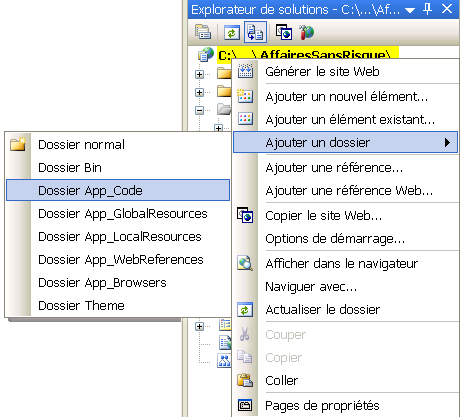 Explorateur de solutions - C:\...\Af...
C:\...\AffairesSansRisque\
Générer le site Web
Ajouter un nouvel élément...
Ajouter un élément existant...
Ajouter un dossier
Ajouter une référence...
Ajouter une référence Web...
Copier le site Web...
Options de démarrage...
Afficher dans le navigateur
Naviguer avec...
Actualiser le dossier
Couper
Copier
Coller
Pages de propriétés
Dossier normal
Dossier Bin
Dossier App_Code
Dossier App_GlobalResources
Dossier App_LocalResources
Dossier App_WebReferences
Dossier App_Browsers
Dossier Theme